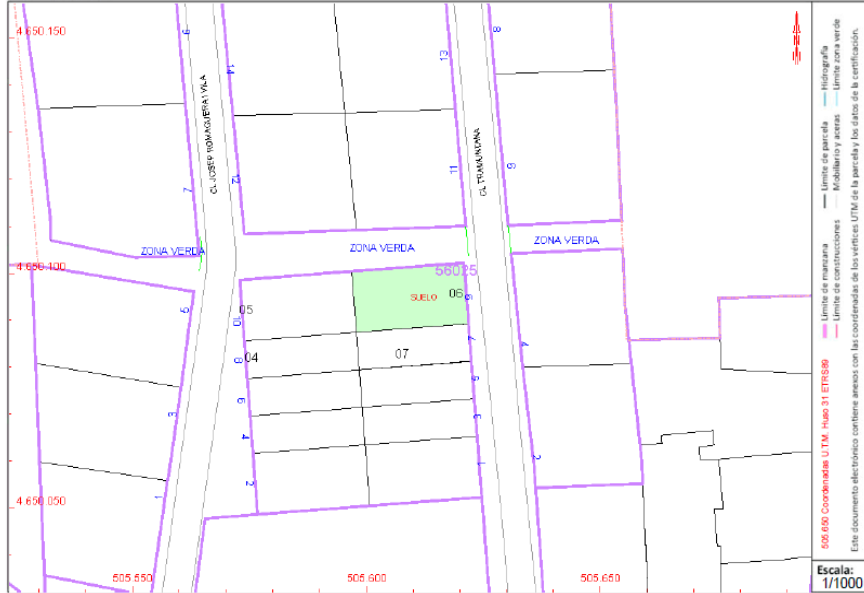 4.650.150
9
14
13
8
CL JOSEP ROMAGUERA I VILA
CL TRAMUNTANA
7
12
11
6
ZONA VERDA
ZONA VERDA
ZONA VERDA
4.650.100
56025
SUELO
06
9
05
5
10
7
4
04
8
07
3
6
5
4
3
1
2
1
2
4.650.050
505.550
505.600
505.650
505.650 Coordenadas U.T.M. Huso 31 ETRS89
Límite de manzana
Límite de construcciones
Límite de parcela
Mobiliario y aceras
Hidrografía
Límite zona verde
Este documento electrónico contiene anexos con las coordenadas de los vértices UTM de la parcela y los datos de la certificación.
Escala:
1/1000